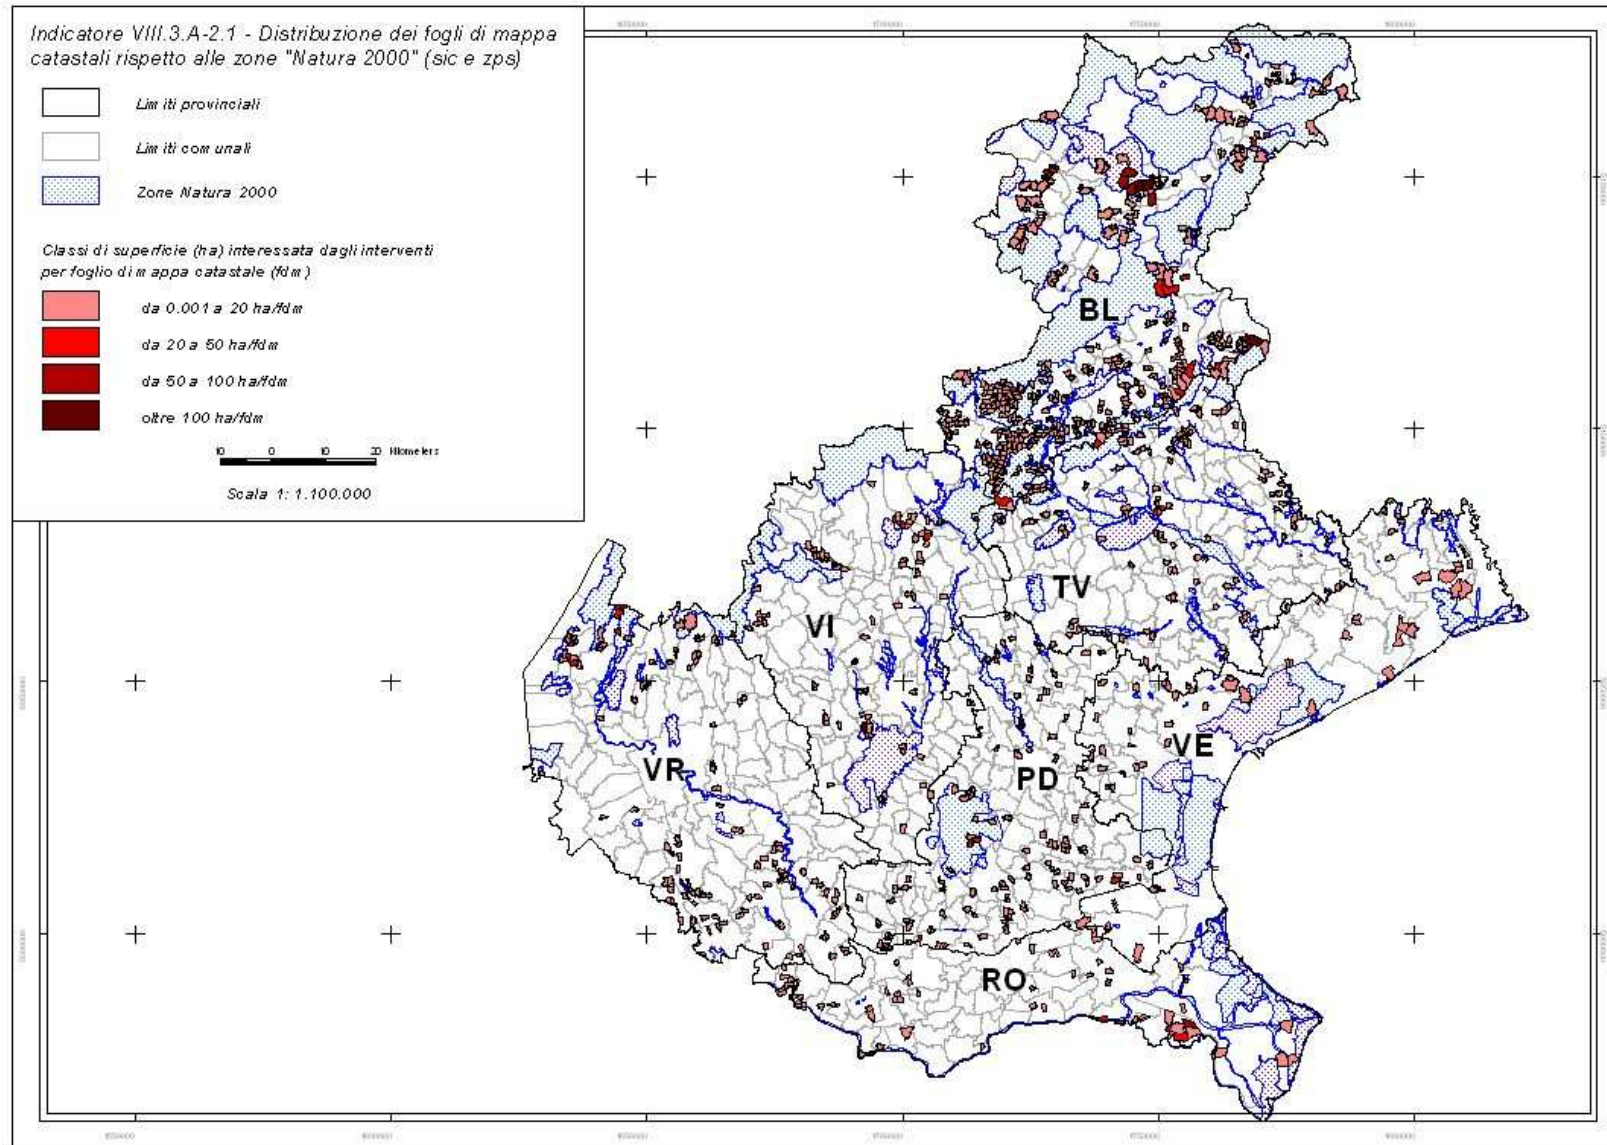 Indicatore VIII.3.A-2.1 - Distribuzione dei fogli di mappa
catastali rispetto alle zone "Natura 2000" (sic e zps)
Limiti provinciali
Limiti comunali
Zone Natura 2000
Classi di superficie (ha) interessata dagli interventi
per foglio di mappa catastale (fdm)
da 0.001 a 20 ha/fdm
da 20 a 50 ha/fdm
da 50 a 100 ha/fdm
oltre 100 ha/fdm
10 0 10 20 Kilometers
Scala 1: 1.100.000
BL
TV
VI
VE
VR
PD
RO